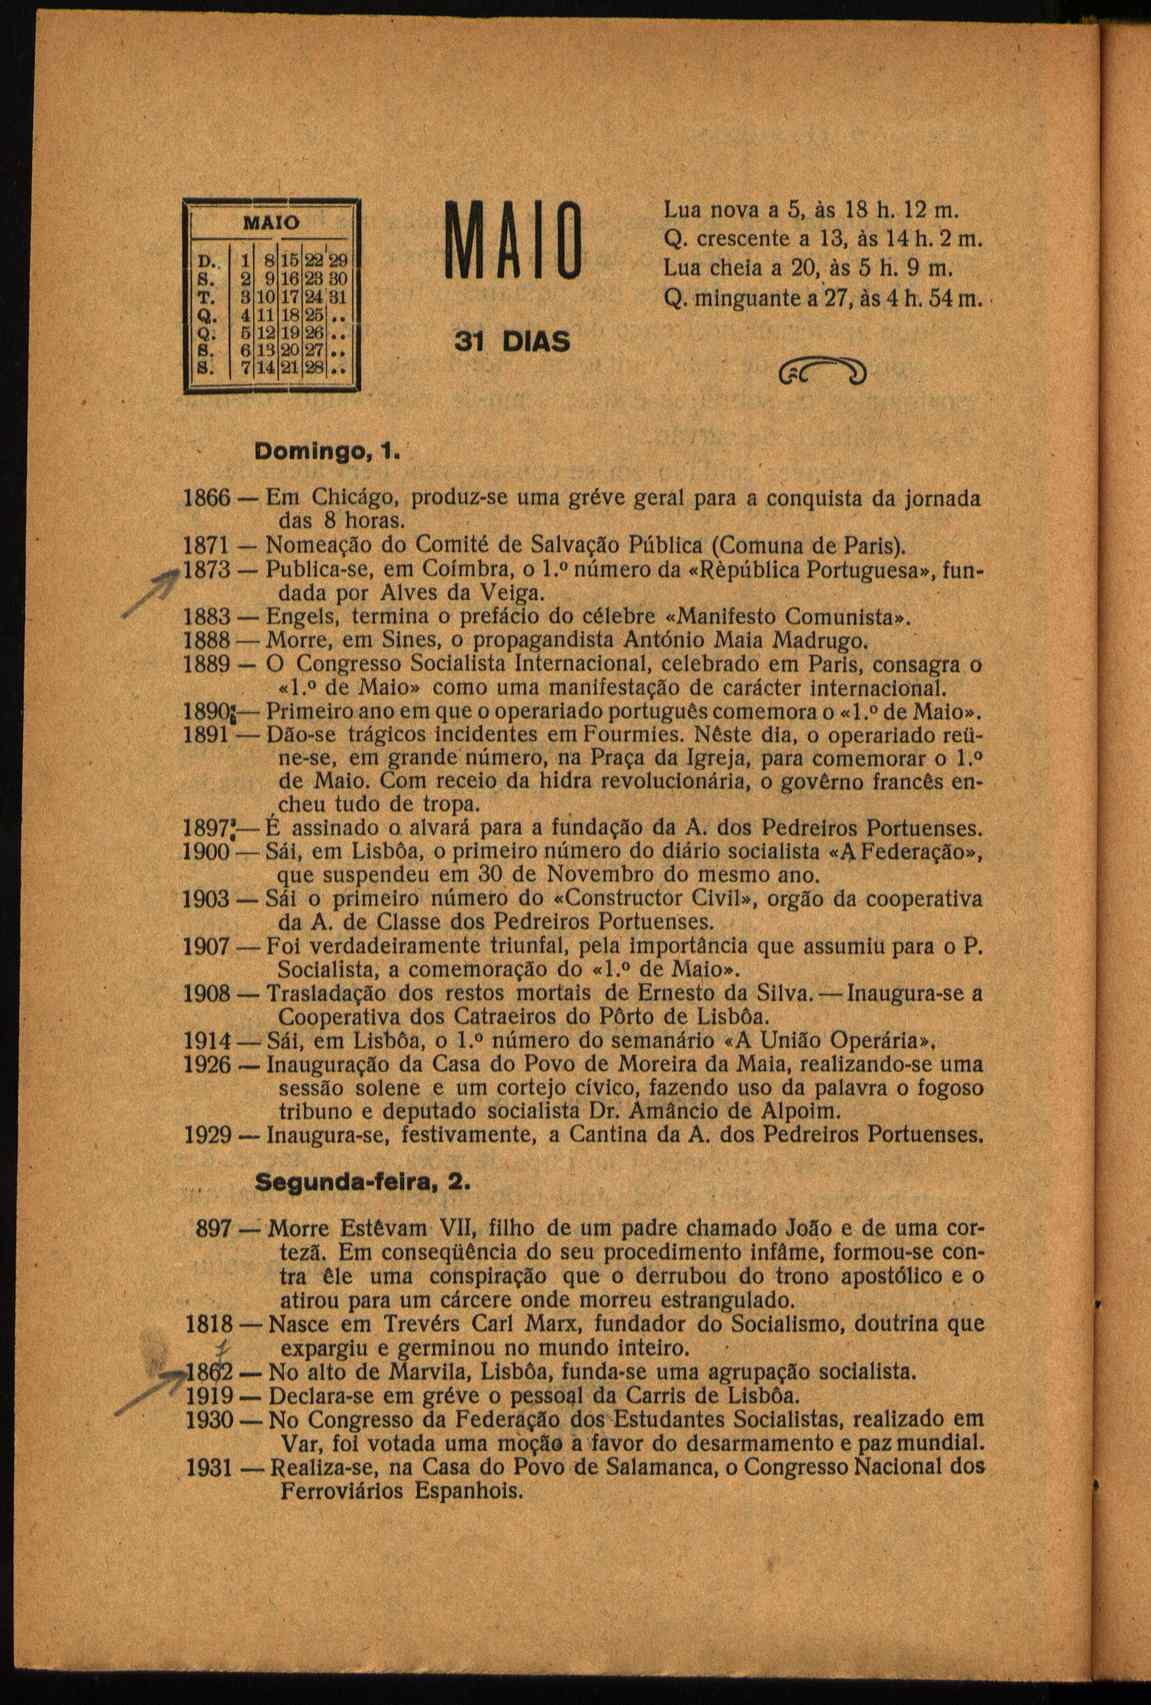 MAIO
D. 1 8 15 22 29
S. 2 9 16 23 30
T. 3 10 17 24 31
Q. 4 11 18 25 ..
Q. 5 12 19 26 ..
S. 6 13 20 27 ..
S. 7 14 21 28 ..
MAIO
31 DIAS
Lua nova a 5, às 18 h. 12 m.
Q. crescente a 13, às 14 h. 2 m.
Lua cheia a 20, às 5 h. 9 m.
Q. minguante a 27, às 4 h. 54 m.
Domingo, 1.
1866 — Em Chicágo, produz-se uma gréve geral para a conquista da jornada
das 8 horas.
1871 — Nomeação do Comité de Salvação Pública (Comuna de Paris).
1873 — Publica-se, em Coímbra, o 1.º número da «Rèpública Portuguesa», fun-
dada por Alves da Veiga.
1883 — Engels, termina o prefácio do célebre «Manifesto Comunista».
1888 — Morre, em Sines, o propagandista António Maia Madrugo.
1889 — O Congresso Socialista Internacional, celebrado em Paris, consagra o
«1.º de Maio» como uma manifestação de carácter internacional.
1890 — Primeiro ano em que o operariado português comemora o «1.º de Maio».
1891 — Dão-se trágicos incidentes em Fourmies. Nêste dia, o operariado reü-
ne-se, em grande número, na Praça da Igreja, para comemorar o 1.º
de Maio. Com receio da hidra revolucionária, o govêrno francês en-
cheu tudo de tropa.
1897 — É assinado o alvará para a fundação da A. dos Pedreiros Portuenses.
1900 — Sái, em Lisbôa, o primeiro número do diário socialista «A Federação»,
que suspendeu em 30 de Novembro do mesmo ano.
1903 — Sái o primeiro número do «Constructor Civil», orgão da cooperativa
da A. de Classe dos Pedreiros Portuenses.
1907 — Foi verdadeiramente triunfal, pela importância que assumiu para o P.
Socialista, a comemoração do «1.º de Maio».
1908 — Trasladação dos restos mortais de Ernesto da Silva. — Inaugura-se a
Cooperativa dos Catraeiros do Pôrto de Lisbôa.
1914 — Sái, em Lisbôa, o 1.º número do semanário «A União Operária».
1926 — Inauguração da Casa do Povo de Moreira da Maia, realizando-se uma
sessão solene e um cortejo cívico, fazendo uso da palavra o fogoso
tribuno e deputado socialista Dr. Amâncio de Alpoim.
1929 — Inaugura-se, festivamente, a Cantina da A. dos Pedreiros Portuenses.
Segunda-feira, 2.
897 — Morre Estêvam VII, filho de um padre chamado João e de uma cor-
tezã. Em conseqüência do seu procedimento infâme, formou-se con-
tra êle uma conspiração que o derrubou do trono apostólico e o
atirou para um cárcere onde morreu estrangulado.
1818 — Nasce em Trevérs Carl Marx, fundador do Socialismo, doutrina que
expargiu e germinou no mundo inteiro.
1862 — No alto de Marvila, Lisbôa, funda-se uma agrupação socialista.
1919 — Declara-se em gréve o pessoal da Carris de Lisbôa.
1930 — No Congresso da Federação dos Estudantes Socialistas, realizado em
Var, foi votada uma moção a favor do desarmamento e paz mundial.
1931 — Realiza-se, na Casa do Povo de Salamanca, o Congresso Nacional dos
Ferroviários Espanhois.